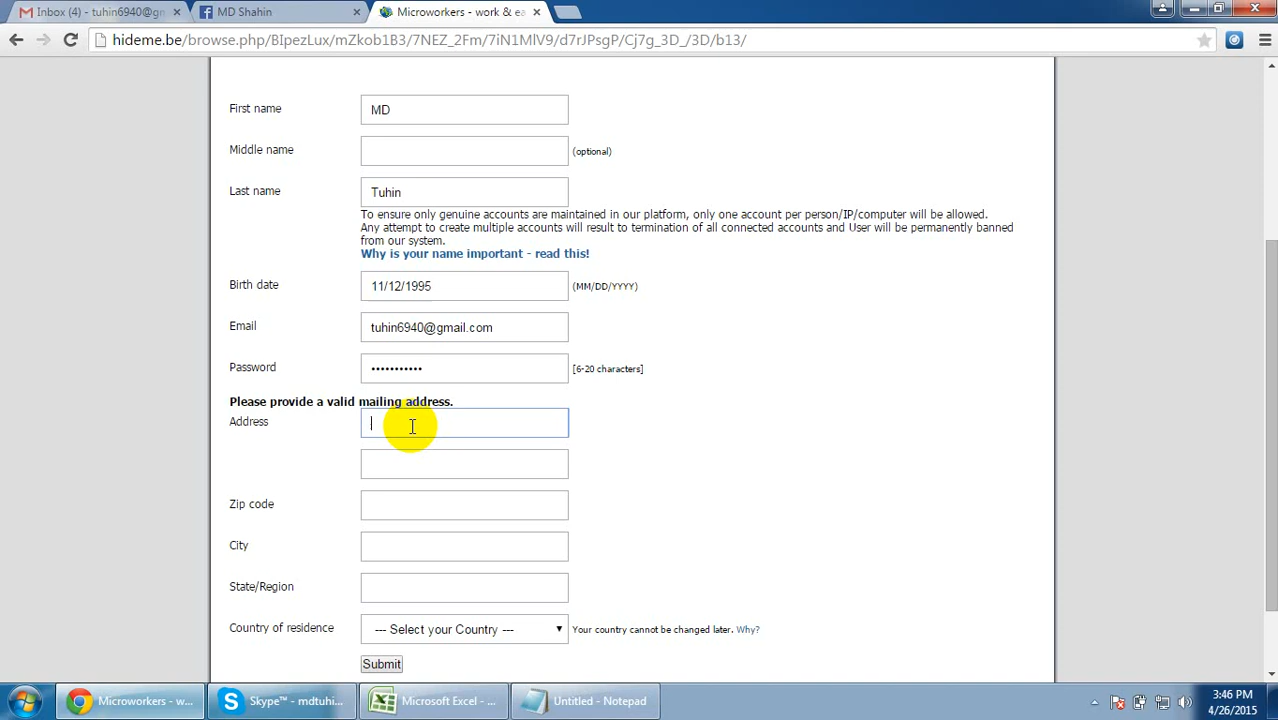 Inbox (4) - tuhin6940@gm
MD Shahin
Microworkers - work & ea
hideme.be/browse.php/BIpezLux/mZkob1B3/7NEZ_2Fm/7iN1MlV9/d7rJPsgP/Cj7g_3D_/3D/b13/
First name MD
Middle name (optional)
Last name Tuhin
To ensure only genuine accounts are maintained in our platform, only one account per person/IP/computer will be allowed.
Any attempt to create multiple accounts will result to termination of all connected accounts and User will be permanently banned
from our system.
Why is your name important - read this!
Birth date 11/12/1995 (MM/DD/YYYY)
Email tuhin6940@gmail.com
Password ••••••••••• [6-20 characters]
Please provide a valid mailing address.
Address
Zip code
City
State/Region
Country of residence --- Select your Country --- Your country cannot be changed later. Why?
Submit
Microworkers - w... Skype™ - mdtuhi... Microsoft Excel - ... Untitled - Notepad 3:46 PM
4/26/2015